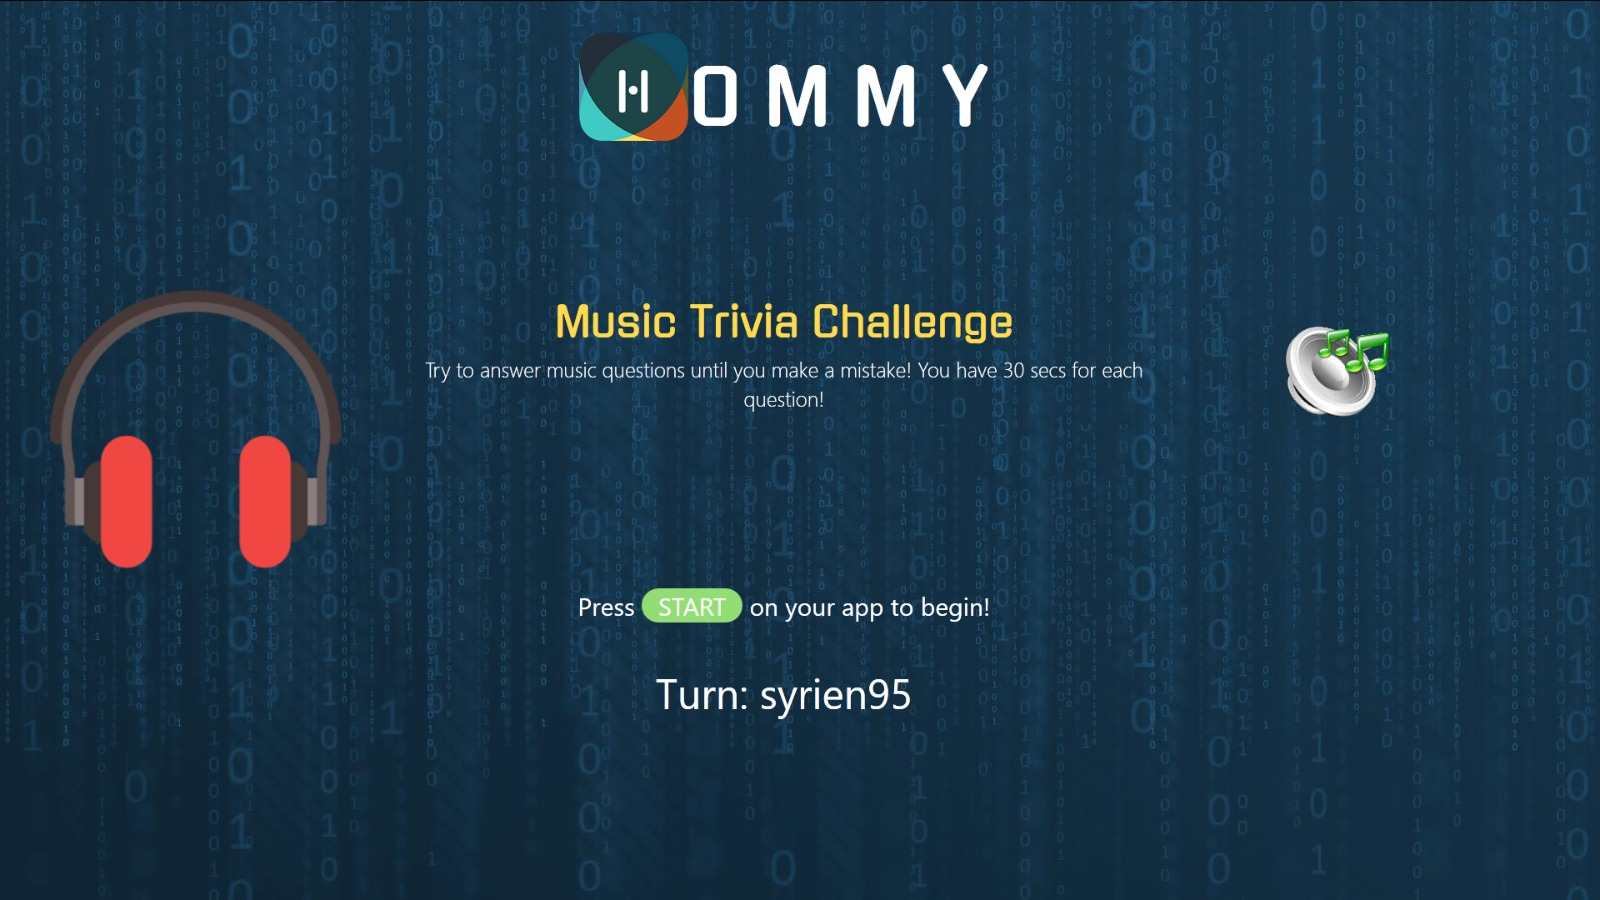 HOMMY
Music Trivia Challenge
Try to answer music questions until you make a mistake! You have 30 secs for each
question!
Press START on your app to begin!
Turn: syrien95